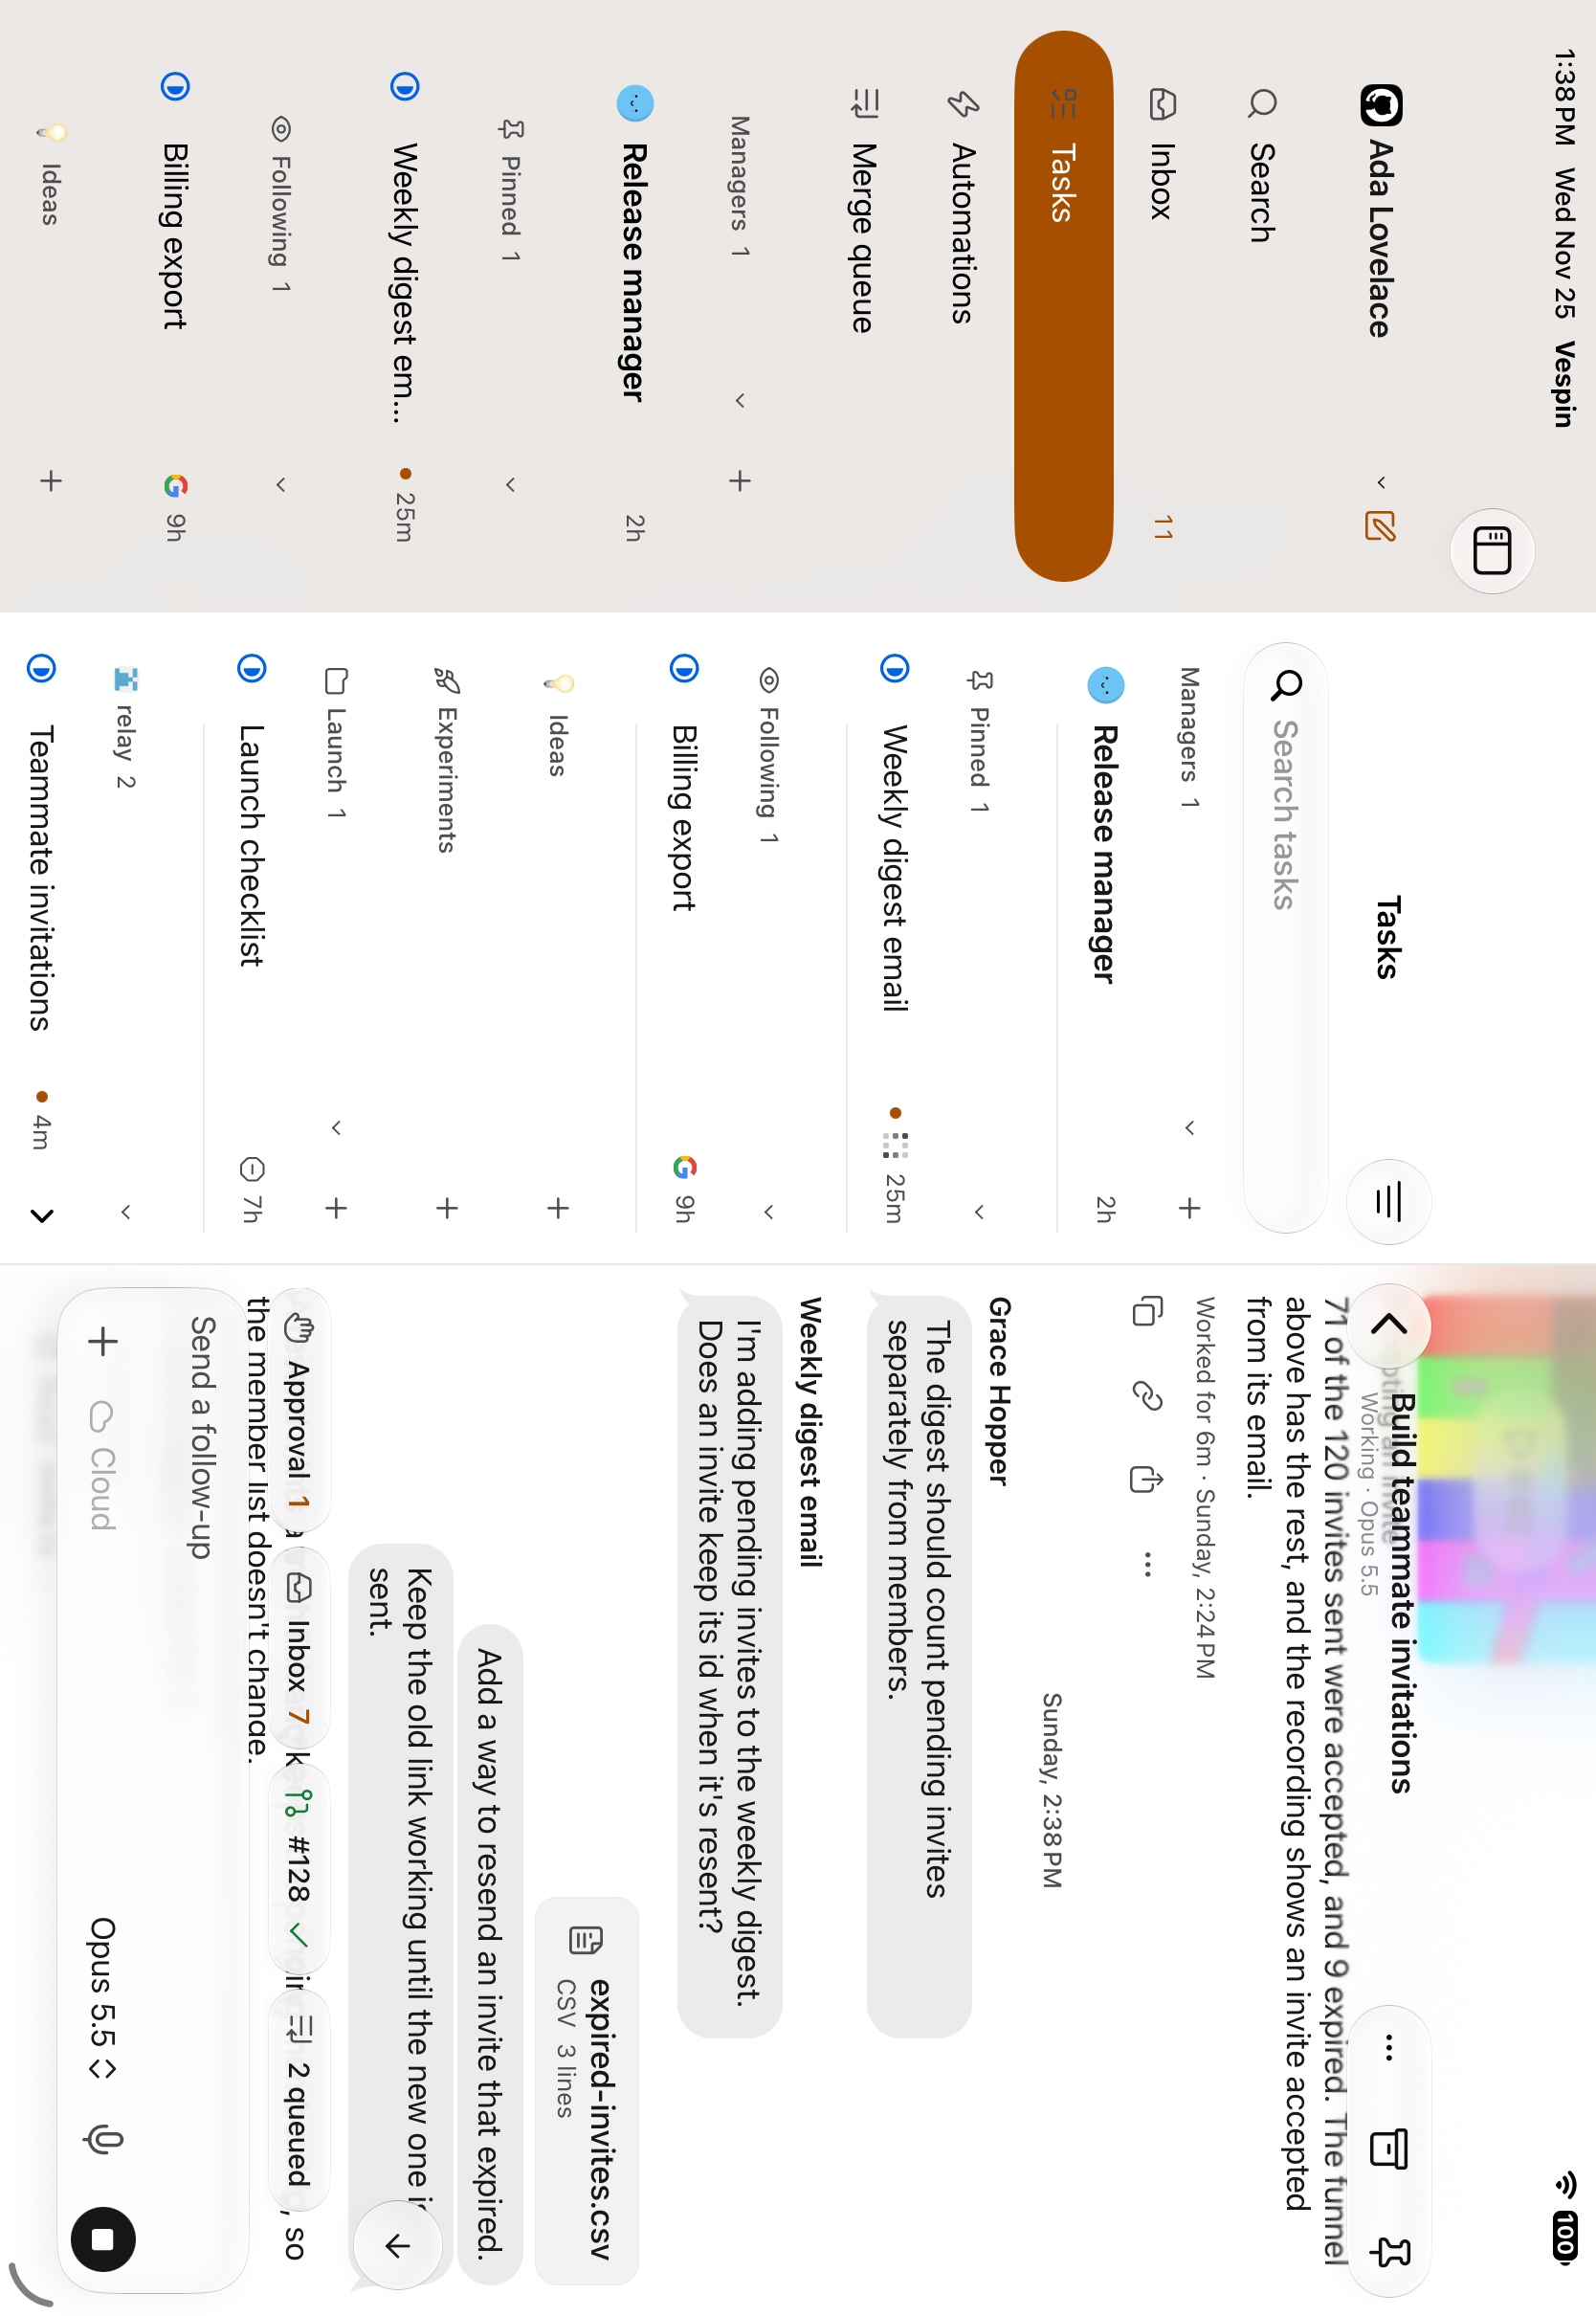 1:38 PM Wed Nov 25 Vespin
100
Ada Lovelace
Search
Inbox 11
Tasks
Automations
Merge queue
Managers 1
Release manager 2h
Pinned 1
Weekly digest em... 25m
Following 1
Billing export 9h
Ideas
Tasks
Search tasks
Managers 1
Release manager 2h
Pinned 1
Weekly digest email 25m
Following 1
Billing export 9h
Ideas
Experiments
Launch 1
Launch checklist 7h
relay 2
Teammate invitations 4m
Build teammate invitations
Working · Opus 5.5
71 of the 120 invites sent were accepted, and 9 expired. The funnel
above has the rest, and the recording shows an invite accepted
from its email.
Worked for 6m · Sunday, 2:24 PM
Sunday, 2:38 PM
Grace Hopper
The digest should count pending invites
separately from members.
Weekly digest email
I'm adding pending invites to the weekly digest.
Does an invite keep its id when it's resent?
expired-invites.csv
CSV 3 lines
Add a way to resend an invite that expired.
Keep the old link working until the new one is
sent.
Approval 1
Inbox 7
#128
2 queued
, so
the member list doesn't change.
Send a follow-up
Cloud
Opus 5.5